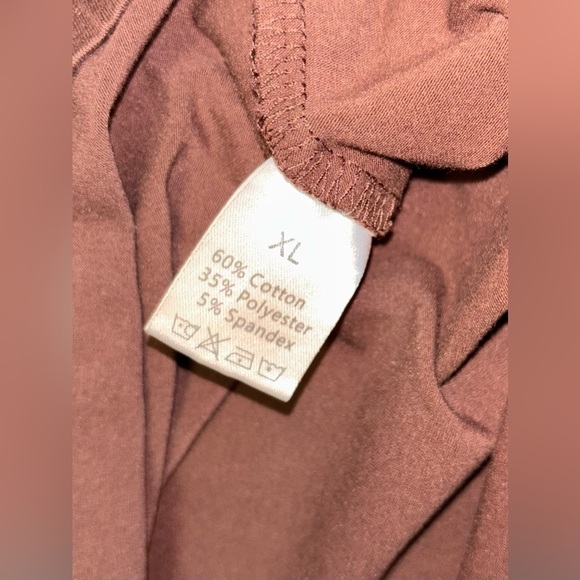 XL
60% Cotton
35% Polyester
5% Spandex